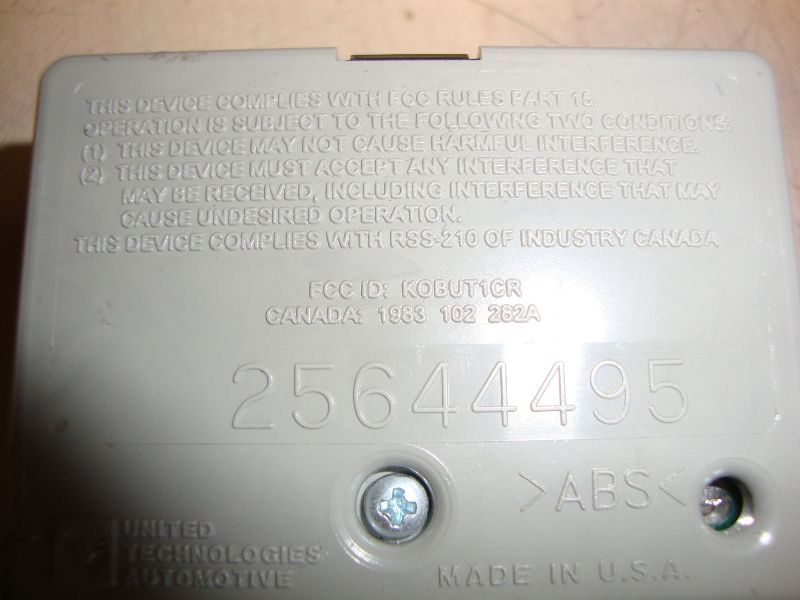 THIS DEVICE COMPLIES WITH FCC RULES PART 15.
OPERATION IS SUBJECT TO THE FOLLOWING TWO CONDITIONS:
(1) THIS DEVICE MAY NOT CAUSE HARMFUL INTERFERENCE.
(2) THIS DEVICE MUST ACCEPT ANY INTERFERENCE THAT
MAY BE RECEIVED, INCLUDING INTERFERENCE THAT MAY
CAUSE UNDESIRED OPERATION.
THIS DEVICE COMPLIES WITH RSS-210 OF INDUSTRY CANADA
FCC ID: KOBUT1CR
CANADA: 1983 102 282A
25644495
>ABS<
UNITED
TECHNOLOGIES
AUTOMOTIVE
MADE IN U.S.A.